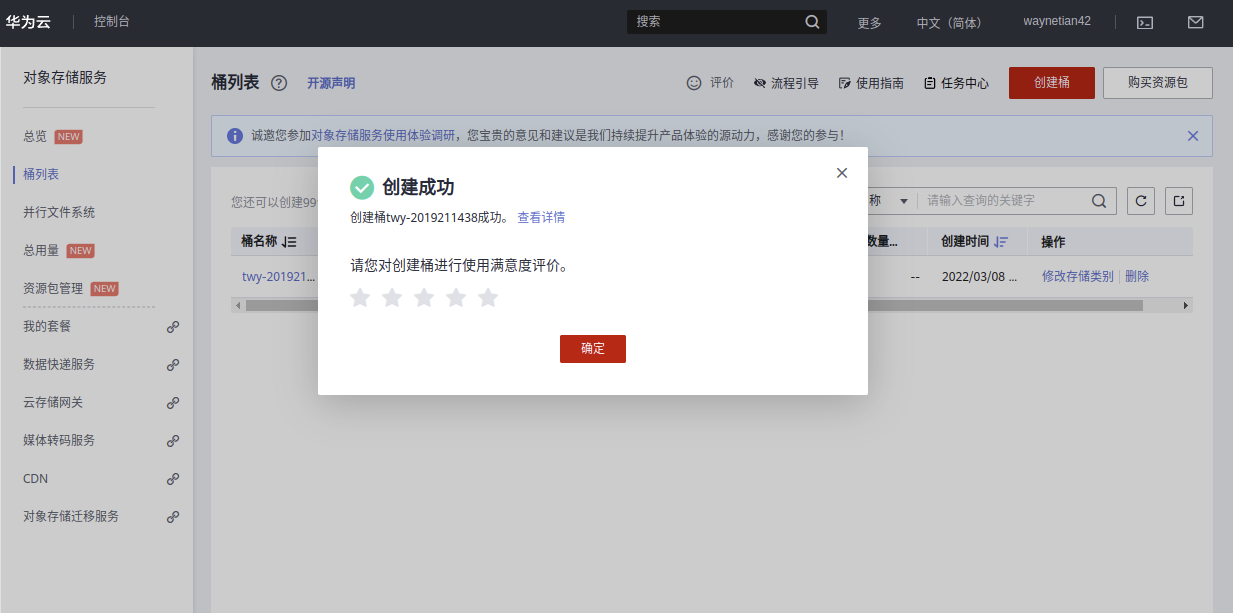 华为云 控制台 搜索 更多 中文（简体） waynetian42
对象存储服务
总览 NEW
桶列表
并行文件系统
总用量 NEW
资源包管理 NEW
我的套餐
数据快递服务
云存储网关
媒体转码服务
CDN
对象存储迁移服务
桶列表 开源声明 评价 流程引导 使用指南 任务中心 创建桶 购买资源包
诚邀您参加对象存储服务使用体验调研，您宝贵的意见和建议是我们持续提升产品体验的源动力，感谢您的参与！
您还可以创建99 称 请输入查询的关键字
桶名称 数量... 创建时间 操作
twy-201921... -- 2022/03/08 ... 修改存储类别 删除
创建成功
创建桶twy-2019211438成功。 查看详情
请您对创建桶进行使用满意度评价。
确定